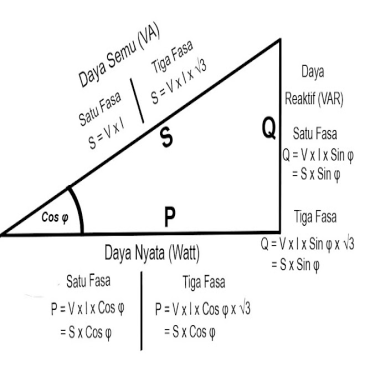 Daya Semu (VA)
Satu Fasa
S = V x I
Tiga Fasa
S = V x I x √3
S
Daya
Reaktif (VAR)
Q
Satu Fasa
Q = V x I x Sin φ
= S x Sin φ
Cos φ
P
Tiga Fasa
Q = V x I x Sin φ x √3
= S x Sin φ
Daya Nyata (Watt)
Satu Fasa
P = V x I x Cos φ
= S x Cos φ
Tiga Fasa
P = V x I x Cos φ x √3
= S x Cos φ